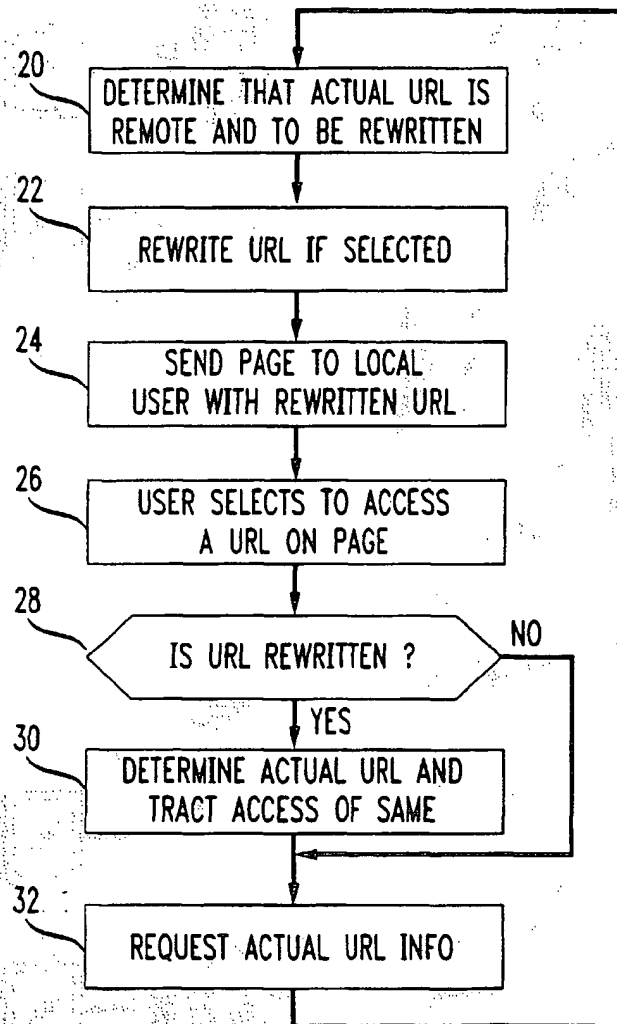 20
DETERMINE THAT ACTUAL URL IS
REMOTE AND TO BE REWRITTEN
22
REWRITE URL IF SELECTED
24
SEND PAGE TO LOCAL
USER WITH REWRITTEN URL
26
USER SELECTS TO ACCESS
A URL ON PAGE
28
IS URL REWRITTEN ?
NO
YES
30
DETERMINE ACTUAL URL AND
TRACT ACCESS OF SAME
32
REQUEST ACTUAL URL INFO